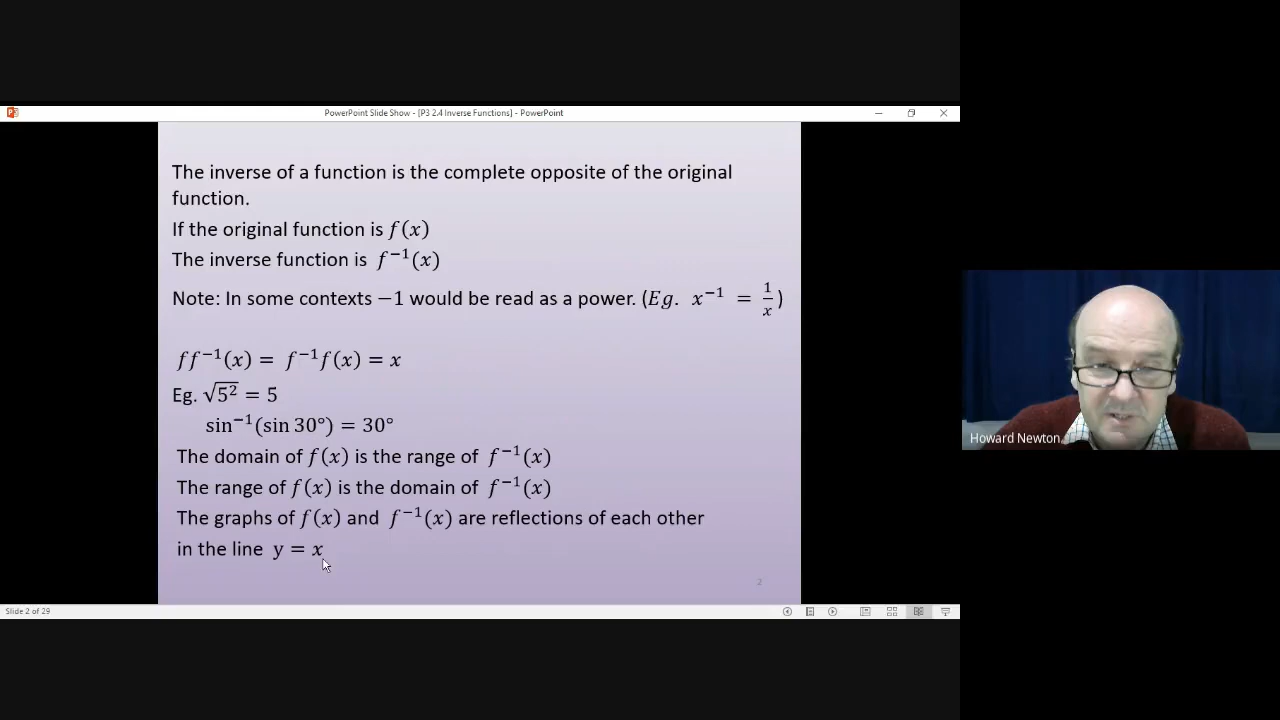 PowerPoint Slide Show - [P3 2.4 Inverse Functions] - PowerPoint
The inverse of a function is the complete opposite of the original
function.
If the original function is f(x)
The inverse function is f⁻¹(x)
Note: In some contexts −1 would be read as a power. (Eg. x⁻¹ = 1/x)
ff⁻¹(x) = f⁻¹f(x) = x
Eg. √5² = 5
sin⁻¹(sin 30°) = 30°
The domain of f(x) is the range of f⁻¹(x)
The range of f(x) is the domain of f⁻¹(x)
The graphs of f(x) and f⁻¹(x) are reflections of each other
in the line y = x
2
Slide 2 of 29
Howard Newton